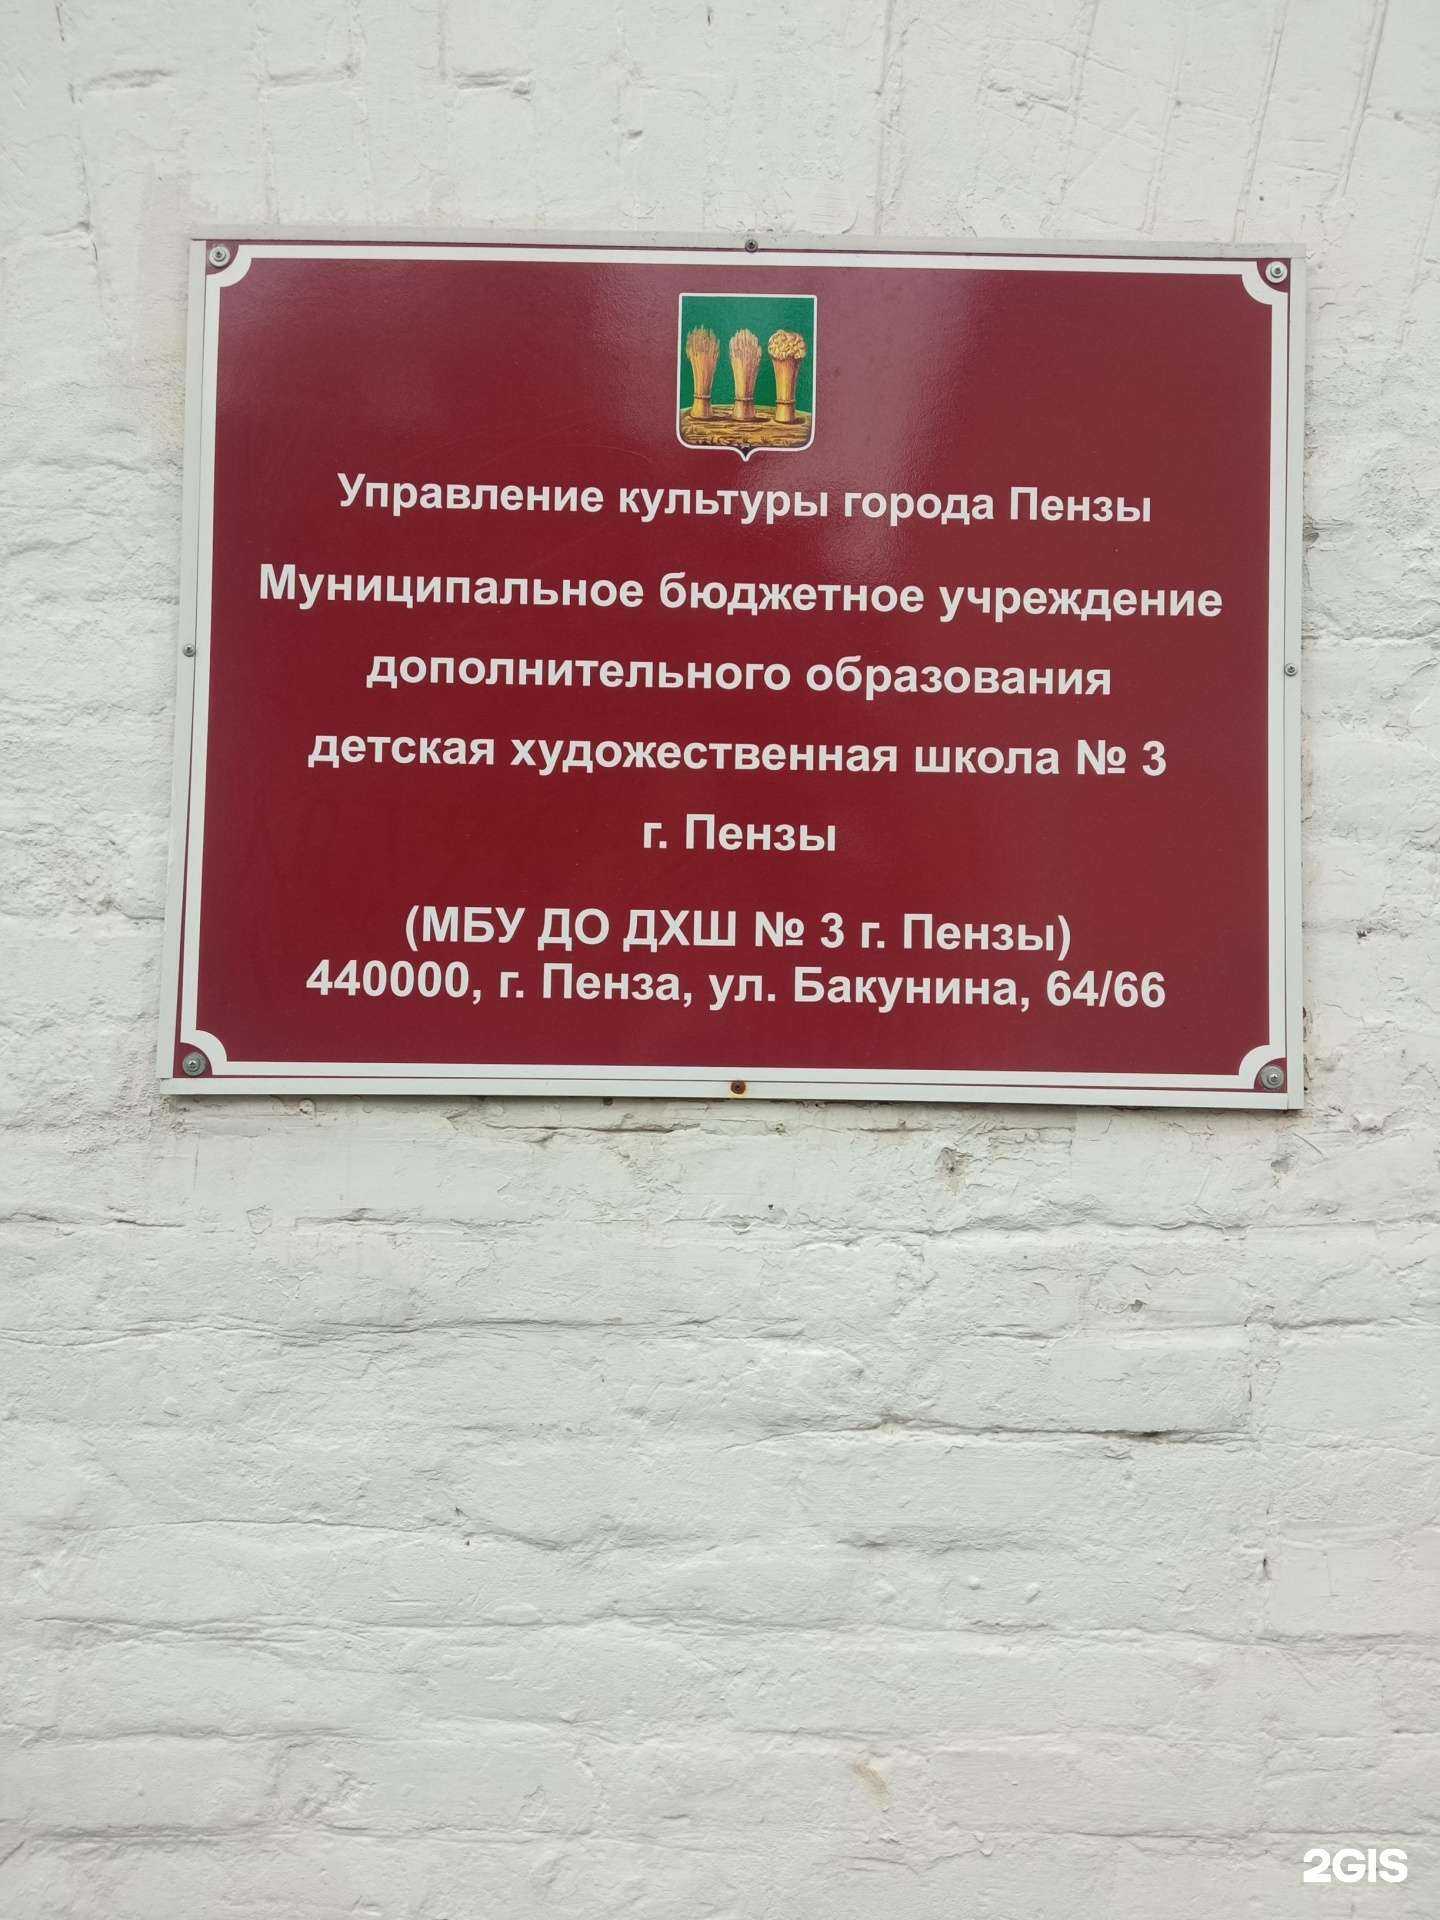 Управление культуры города Пензы
Муниципальное бюджетное учреждение
дополнительного образования
детская художественная школа № 3
г. Пензы
(МБУ ДО ДХШ № 3 г. Пензы)
440000, г. Пенза, ул. Бакунина, 64/66
2GIS